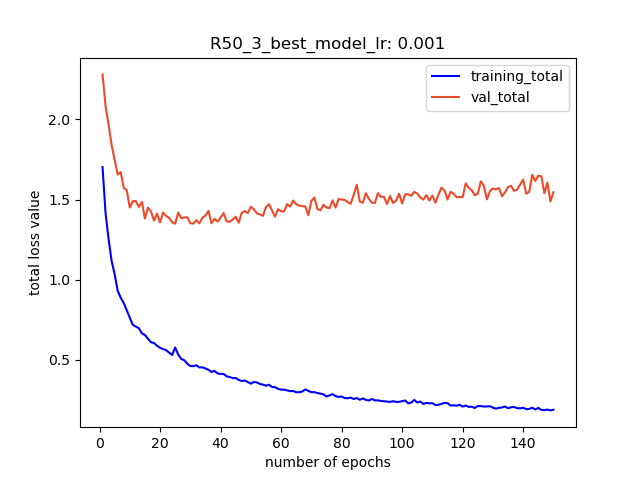 R50_3_best_model_lr: 0.001
training_total
val_total
total loss value
2.0
1.5
1.0
0.5
0 20 40 60 80 100 120 140
number of epochs